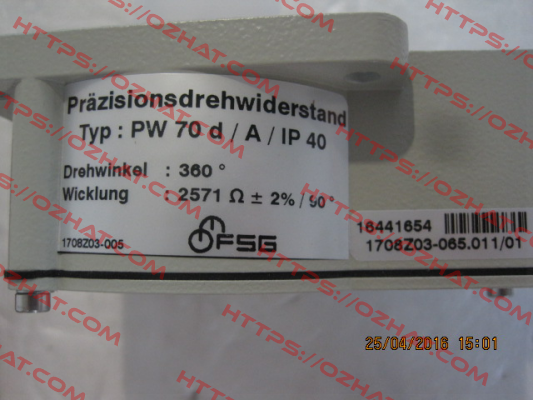 Präzisionsdrehwiderstand
Typ : PW 70 d / A / IP 40
Drehwinkel : 360 °
Wicklung : 2571 Ω ± 2% / 90°
1708Z03-005
FSG
16441654
1708Z03-065.011/01
25/04/2016 15:01
HTTPS://OZHAT.COM